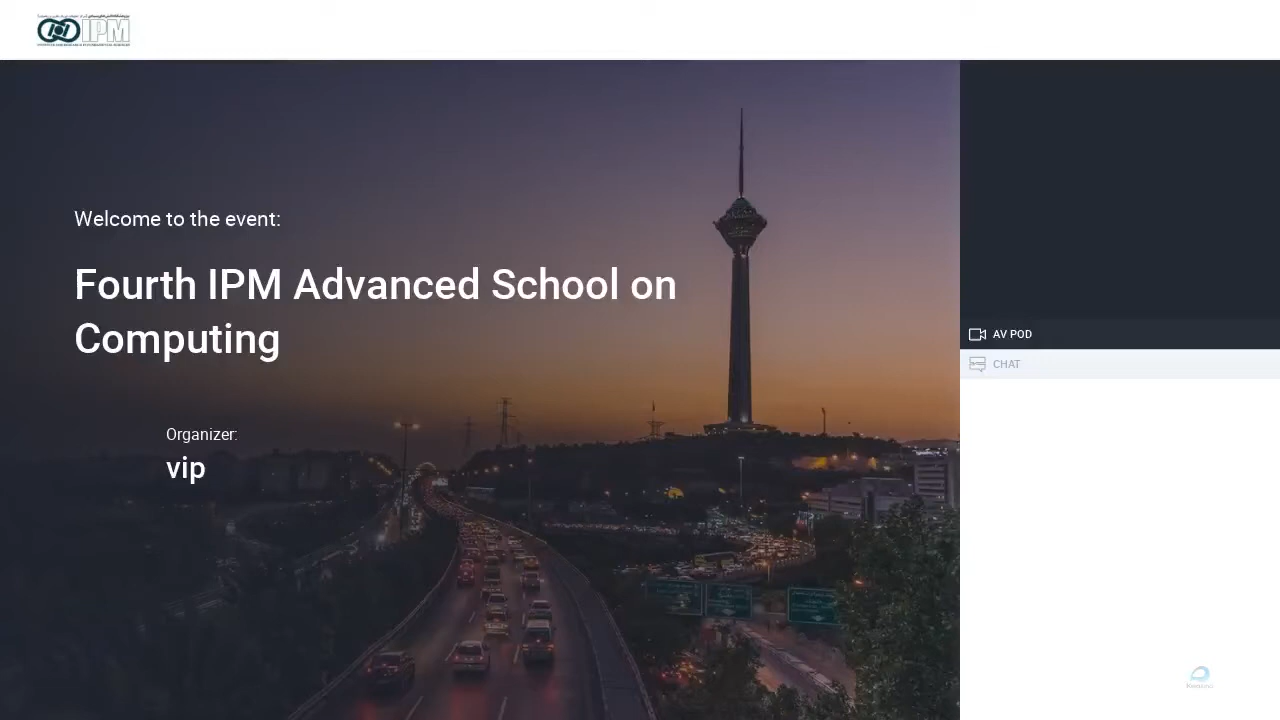 IPM
Welcome to the event:
Fourth IPM Advanced School on
Computing
Organizer:
vip
AV POD
CHAT